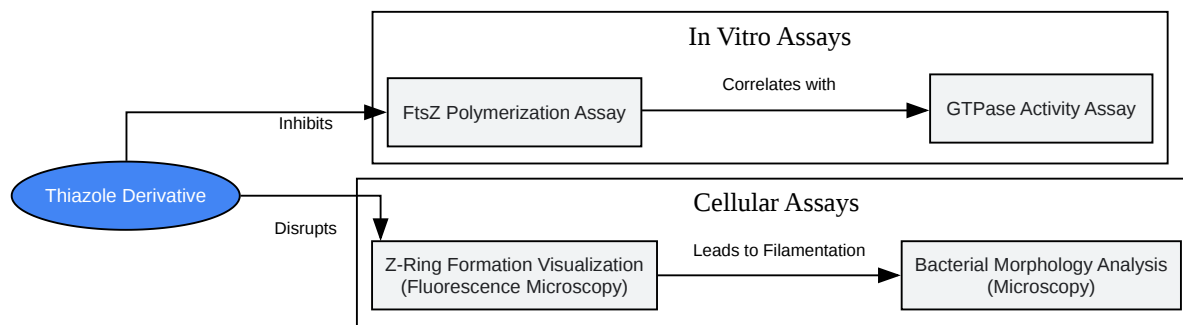 In Vitro Assays
Correlates with
FtsZ Polymerization Assay
GTPase Activity Assay
Inhibits
Thiazole Derivative
Cellular Assays
Disrupts
Leads to Filamentation
Z-Ring Formation Visualization
(Fluorescence Microscopy)
Bacterial Morphology Analysis
(Microscopy)